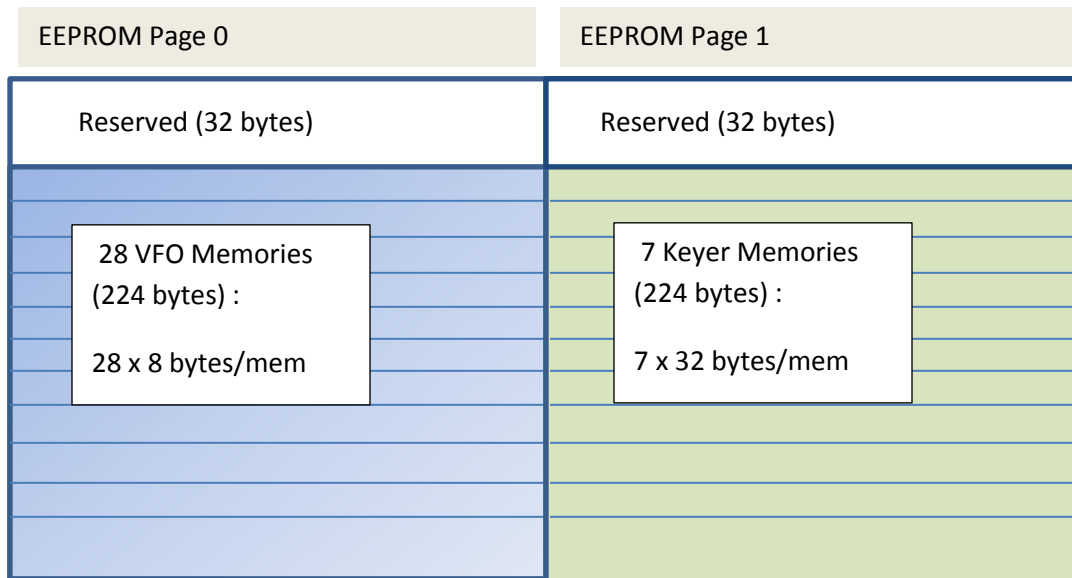 EEPROM Page 0
EEPROM Page 1
Reserved (32 bytes)
Reserved (32 bytes)
28 VFO Memories
(224 bytes) :
28 x 8 bytes/mem
7 Keyer Memories
(224 bytes) :
7 x 32 bytes/mem